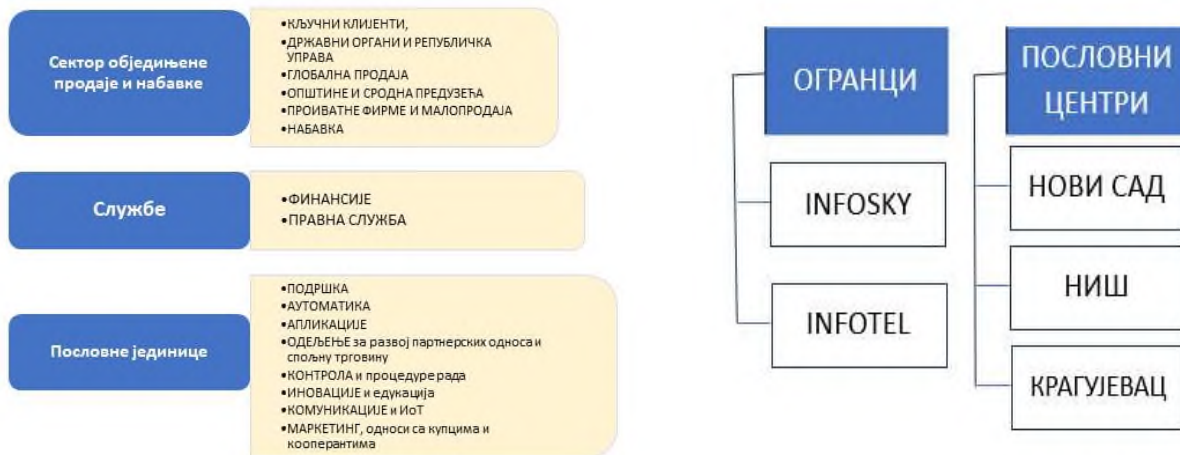 Сектор обједињене
продаје и набавке
•КЉУЧНИ КЛИЈЕНТИ,
•ДРЖАВНИ ОРГАНИ И РЕПУБЛИЧКА
УПРАВА
•ГЛОБАЛНА ПРОДАЈА
•ОПШТИНЕ И СРОДНА ПРЕДУЗЕЋА
•ПРОИВАТНЕ ФИРМЕ И МАЛОПРОДАЈА
•НАБАВКА
Службе
•ФИНАНСИЈЕ
•ПРАВНА СЛУЖБА
Пословне јединице
•ПОДРШКА
•АУТОМАТИКА
•АПЛИКАЦИЈЕ
•ОДЕЉЕЊЕ за развој партнерских односа и
спољну трговину
•КОНТРОЛА и процедуре рада
•ИНОВАЦИЈЕ и едукација
•КОМУНИКАЦИЈЕ и ИоТ
•МАРКЕТИНГ, односи са купцима и
кооперантима
ОГРАНЦИ
INFOSKY
INFOTEL
ПОСЛОВНИ
ЦЕНТРИ
НОВИ САД
НИШ
КРАГУЈЕВАЦ